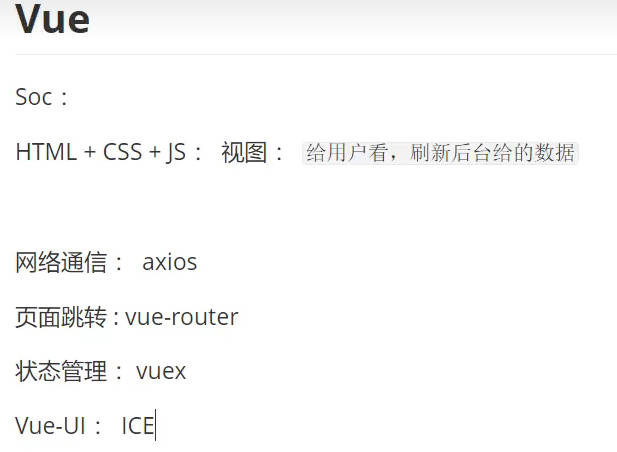 Vue
Soc：
HTML + CSS + JS： 视图： 给用户看，刷新后台给的数据
网络通信： axios
页面跳转 : vue-router
状态管理： vuex
Vue-UI： ICE